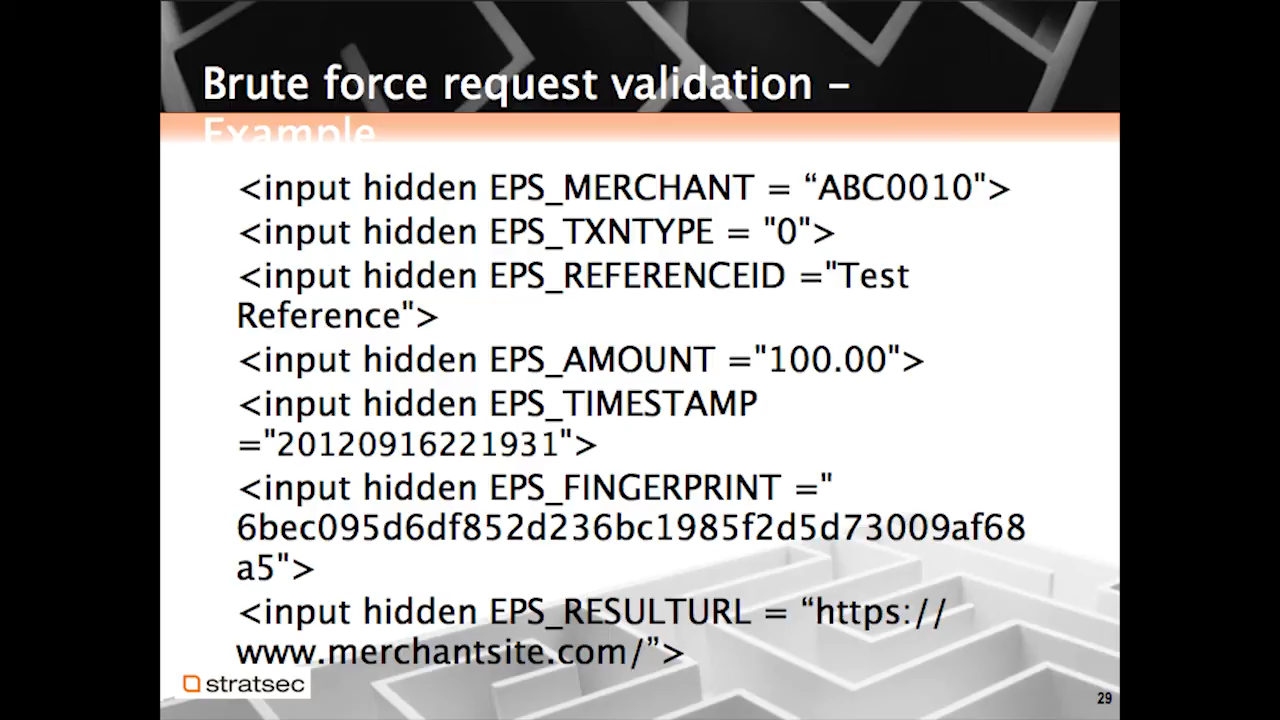 Brute force request validation –
Example
<input hidden EPS_MERCHANT = “ABC0010">
<input hidden EPS_TXNTYPE = "0">
<input hidden EPS_REFERENCEID ="Test
Reference">
<input hidden EPS_AMOUNT ="100.00">
<input hidden EPS_TIMESTAMP
="20120916221931">
<input hidden EPS_FINGERPRINT ="
6bec095d6df852d236bc1985f2d5d73009af68
a5">
<input hidden EPS_RESULTURL = “https://
www.merchantsite.com/”>
stratsec
29